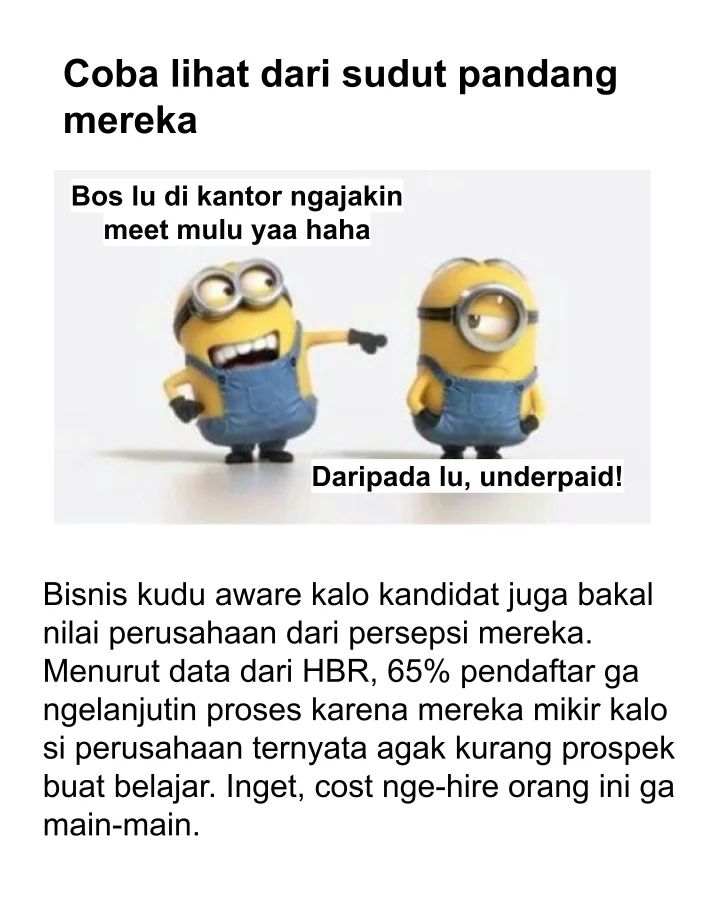 Coba lihat dari sudut pandang
mereka
Bos lu di kantor ngajakin
meet mulu yaa haha
Daripada lu, underpaid!
Bisnis kudu aware kalo kandidat juga bakal
nilai perusahaan dari persepsi mereka.
Menurut data dari HBR, 65% pendaftar ga
ngelanjutin proses karena mereka mikir kalo
si perusahaan ternyata agak kurang prospek
buat belajar. Inget, cost nge-hire orang ini ga
main-main.